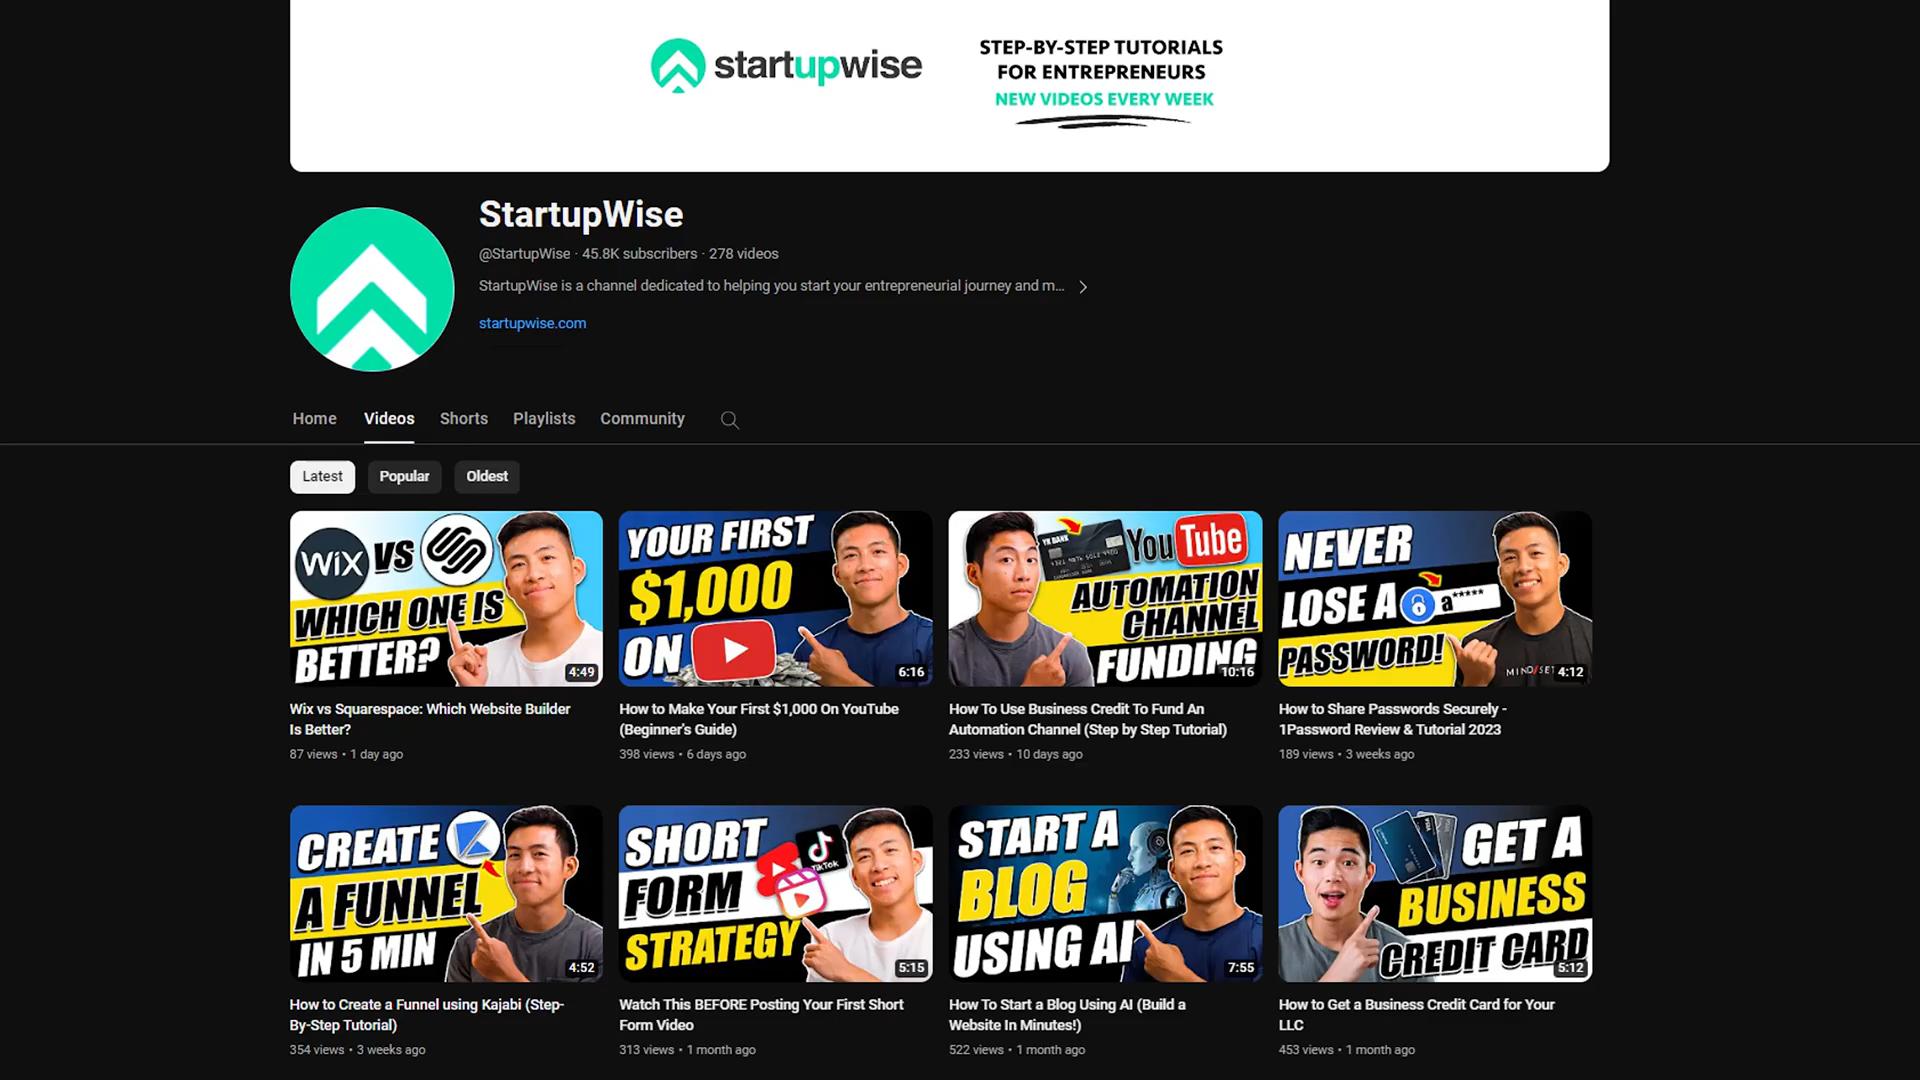 startupwise
STEP-BY-STEP TUTORIALS
FOR ENTREPRENEURS
NEW VIDEOS EVERY WEEK
StartupWise
@StartupWise · 45.8K subscribers · 278 videos
StartupWise is a channel dedicated to helping you start your entrepreneurial journey and m...
startupwise.com
Home Videos Shorts Playlists Community
Latest Popular Oldest
WiX VS
WHICH ONE IS
BETTER?
4:49
YOUR FIRST
$1,000
ON
6:16
YK BANK
YouTube
AUTOMATION
CHANNEL
FUNDING
10:16
NEVER
LOSE A a*****
PASSWORD!
MIND/SET
4:12
Wix vs Squarespace: Which Website Builder
Is Better?
87 views • 1 day ago
How to Make Your First $1,000 On YouTube
(Beginner's Guide)
398 views • 6 days ago
How To Use Business Credit To Fund An
Automation Channel (Step by Step Tutorial)
233 views • 10 days ago
How to Share Passwords Securely -
1Password Review & Tutorial 2023
189 views • 3 weeks ago
CREATE
A FUNNEL
IN 5 MIN
4:52
SHORT
FORM
STRATEGY
TikTok
5:15
START A
BLOG
USING AI
7:55
GET A
BUSINESS
CREDIT CARD
5:12
How to Create a Funnel using Kajabi (Step-
By-Step Tutorial)
354 views • 3 weeks ago
Watch This BEFORE Posting Your First Short
Form Video
313 views • 1 month ago
How To Start a Blog Using AI (Build a
Website In Minutes!)
522 views • 1 month ago
How to Get a Business Credit Card for Your
LLC
453 views • 1 month ago